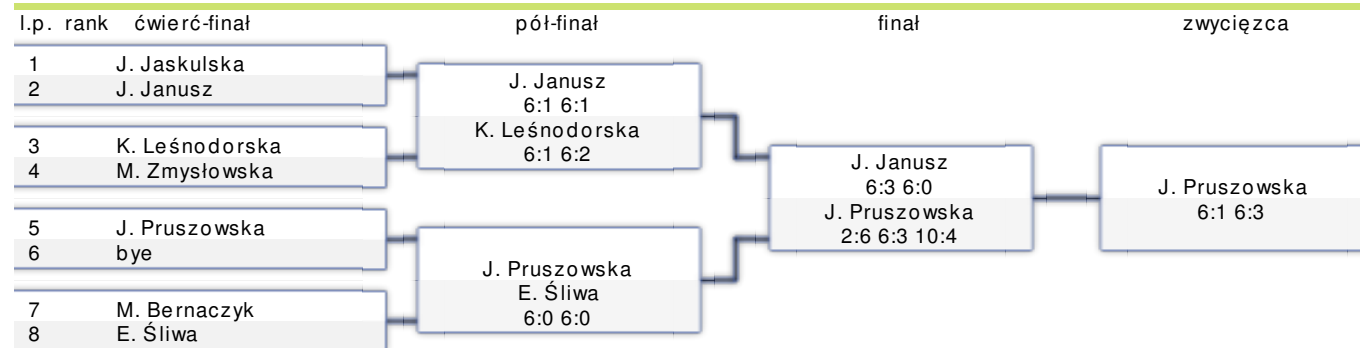 l.p. rank ćwierć-finał pół-finał finał zwycięzca
1 J. Jaskulska
2 J. Janusz
3 K. Leśnodorska
4 M. Zmysłowska
5 J. Pruszowska
6 bye
7 M. Bernaczyk
8 E. Śliwa
J. Janusz
6:1 6:1
K. Leśnodorska
6:1 6:2
J. Pruszowska
E. Śliwa
6:0 6:0
J. Janusz
6:3 6:0
J. Pruszowska
2:6 6:3 10:4
J. Pruszowska
6:1 6:3